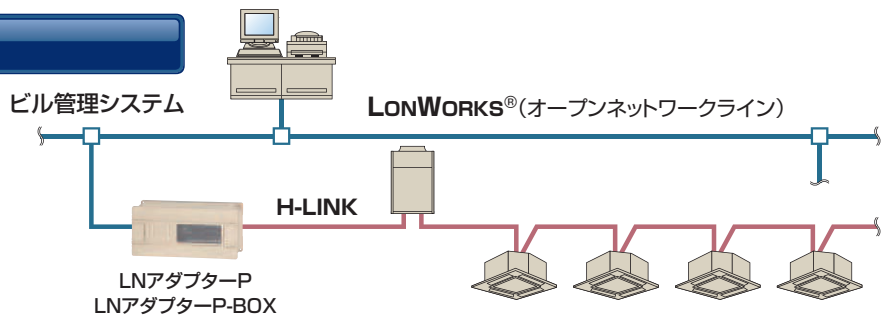 ビル管理システム
LONWORKS®(オープンネットワークライン)
H-LINK
LNアダプターP
LNアダプターP-BOX